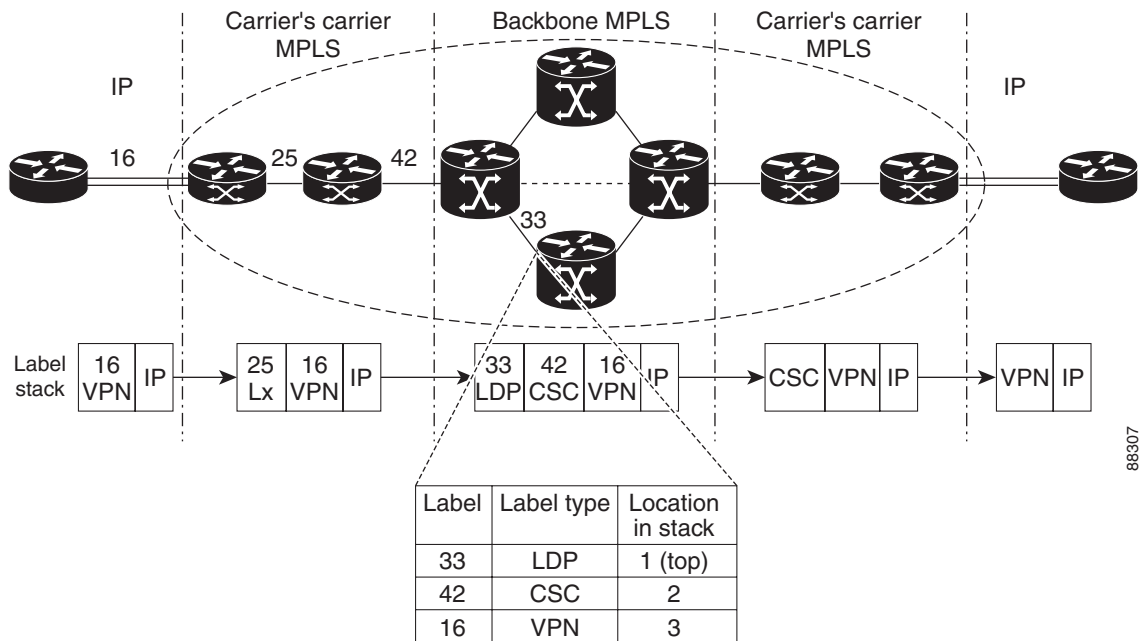 Carrier's carrier
MPLS
Backbone MPLS
Carrier's carrier
MPLS
IP
IP
16
25
42
33
Label
stack
16
VPN
IP
25
Lx
16
VPN
IP
33
LDP
42
CSC
16
VPN
IP
CSC
VPN
IP
VPN
IP
88307
Label
Label type
Location
in stack
33
LDP
1 (top)
42
CSC
2
16
VPN
3